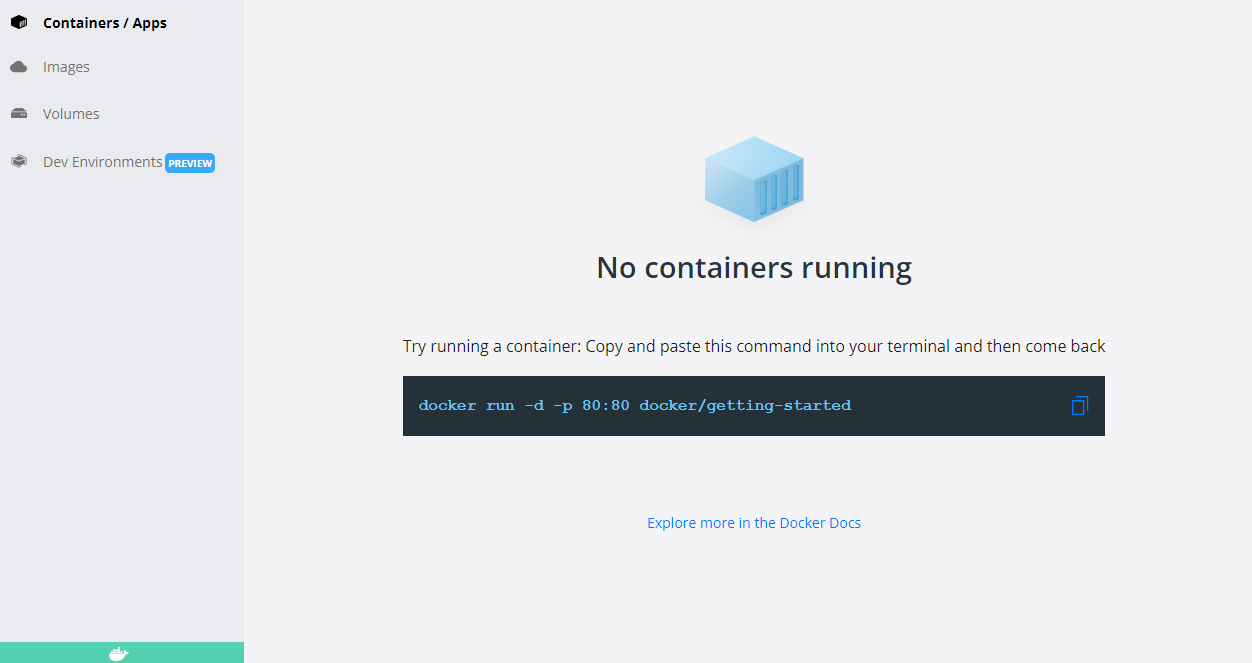 Containers / Apps
Images
Volumes
Dev Environments PREVIEW
No containers running
Try running a container: Copy and paste this command into your terminal and then come back
docker run -d -p 80:80 docker/getting-started
Explore more in the Docker Docs